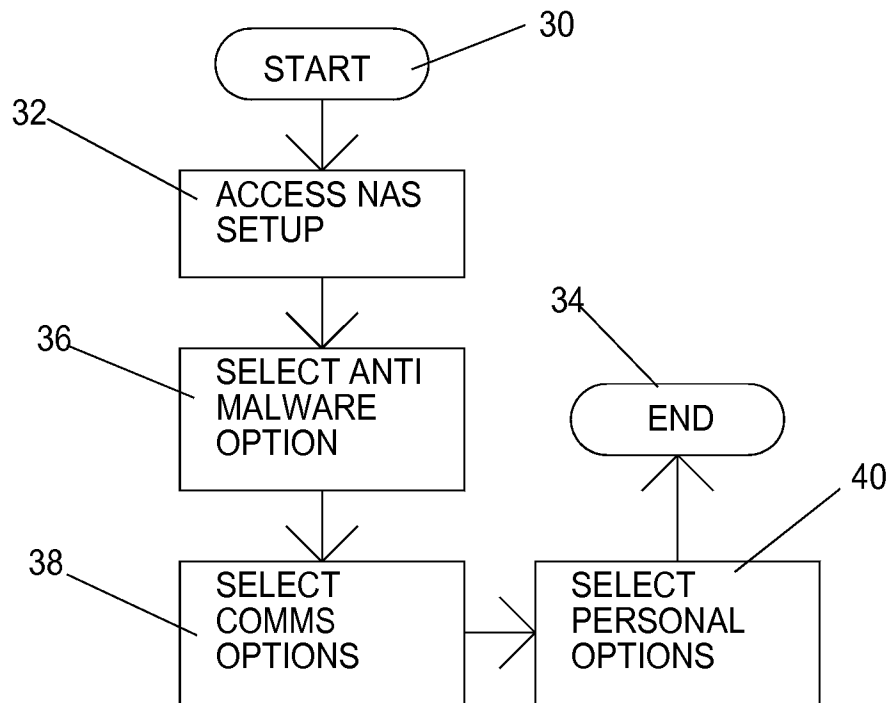 START
30
32
ACCESS NAS
SETUP
36
SELECT ANTI
MALWARE
OPTION
34
END
38
SELECT
COMMS
OPTIONS
40
SELECT
PERSONAL
OPTIONS